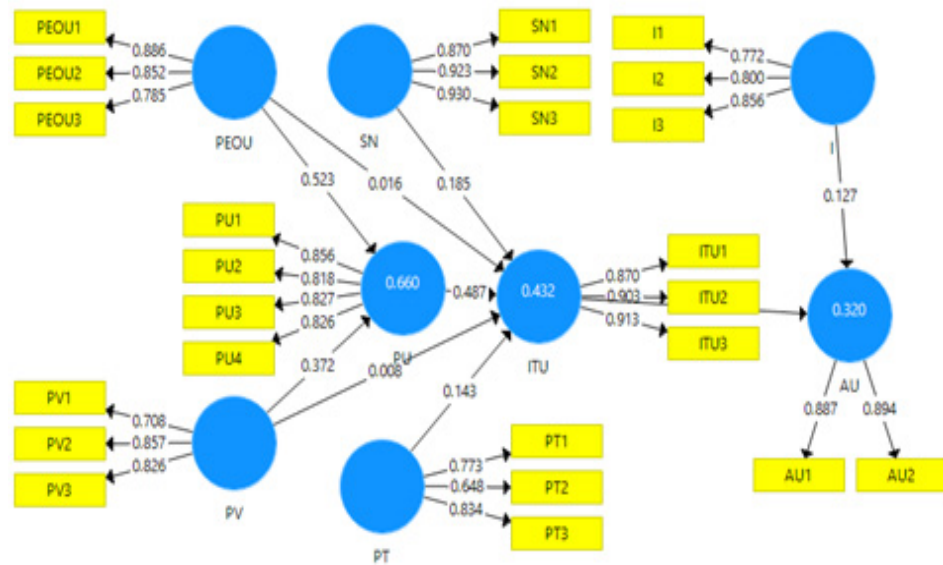 PEOU1
0.886
PEOU2
0.852
PEOU3
0.785
PEOU
SN1
0.870
SN2
0.923
SN3
0.930
SN
I1
0.772
I2
0.800
I3
0.856
I
0.523
0.016
0.185
0.127
PU1
0.856
PU2
0.818
PU3
0.827
PU4
0.826
0.660
PU
0.487
0.432
ITU
ITU1
0.870
ITU2
0.903
ITU3
0.913
0.320
AU
0.372
0.008
0.143
0.887
0.894
AU1
AU2
PV1
0.708
PV2
0.857
PV3
0.826
PV
PT1
0.773
PT2
0.648
PT3
0.834
PT